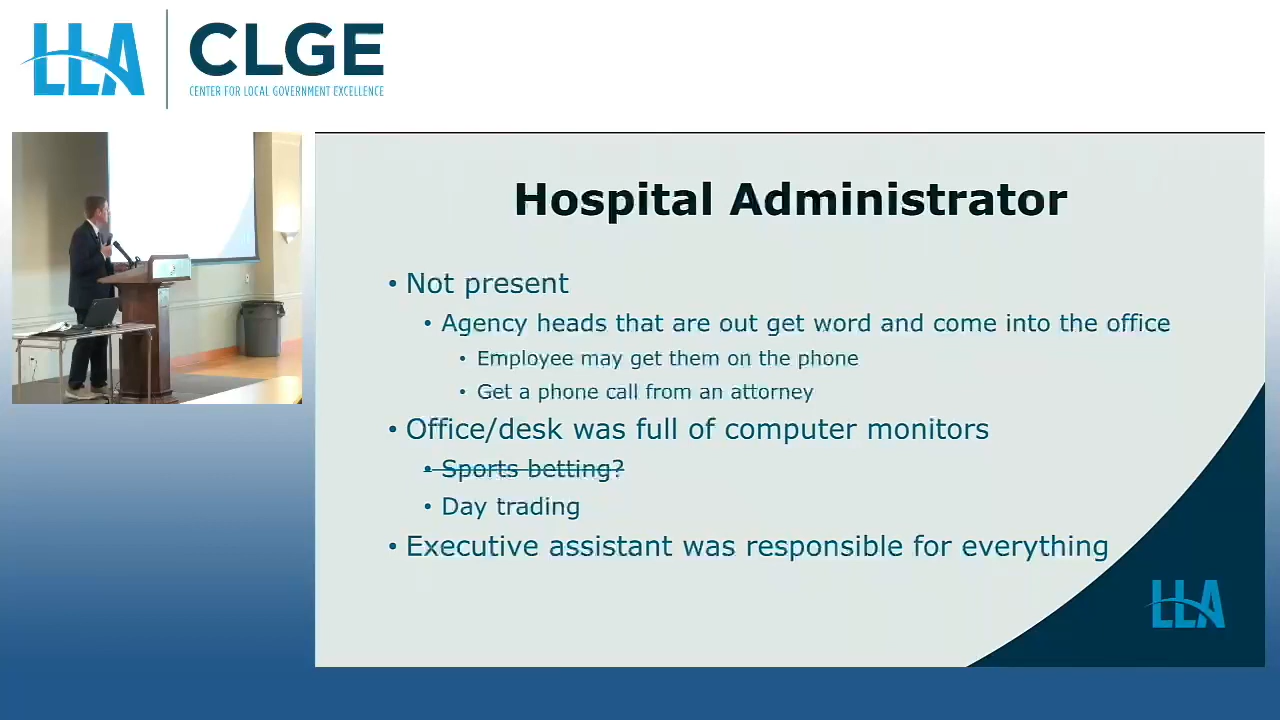 LLA
CLGE
CENTER FOR LOCAL GOVERNMENT EXCELLENCE
Hospital Administrator
• Not present
• Agency heads that are out get word and come into the office
• Employee may get them on the phone
• Get a phone call from an attorney
• Office/desk was full of computer monitors
• Sports betting?
• Day trading
• Executive assistant was responsible for everything
LLA